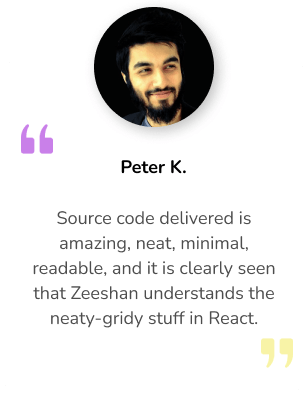 Peter K.
Source code delivered is
amazing, neat, minimal,
readable, and it is clearly seen
that Zeeshan understands the
neaty-gridy stuff in React.